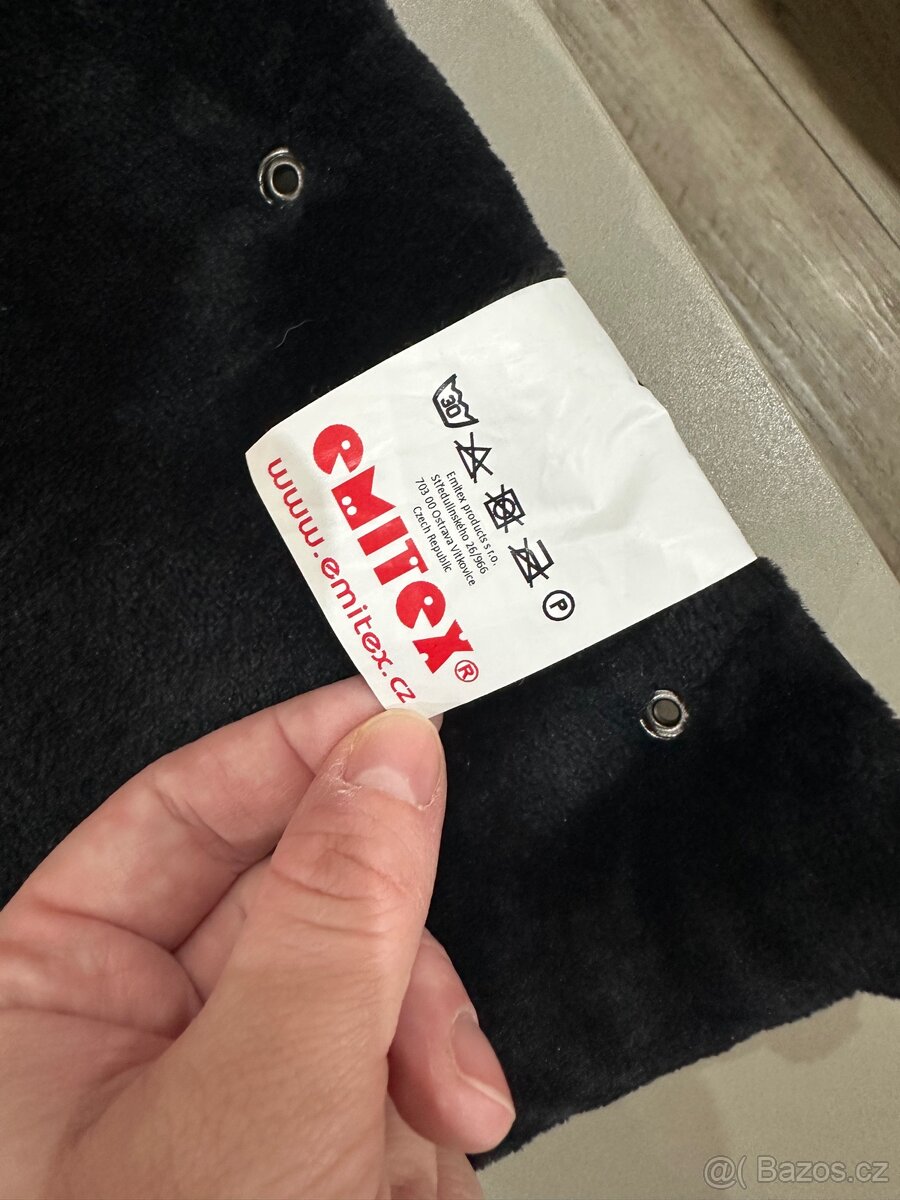 30
P
Emitex products s r.o.
Středulinského 26/966
703 00 Ostrava Vítkovice
Czech Republic
emitex®
www.emitex.cz
@( Bazos.cz